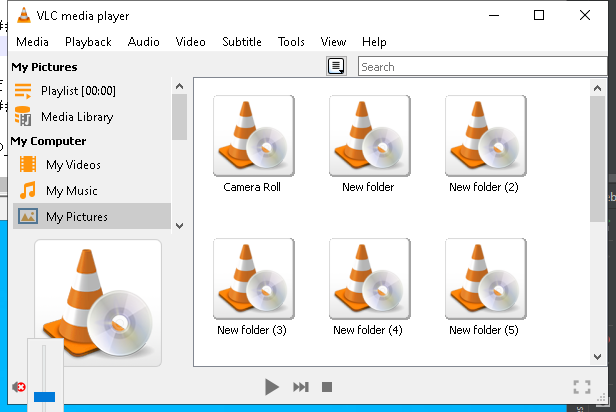 VLC media player
Media Playback Audio Video Subtitle Tools View Help
My Pictures
Search
Playlist [00:00]
Media Library
My Computer
My Videos
My Music
My Pictures
Camera Roll New folder New folder (2)
New folder (3) New folder (4) New folder (5)